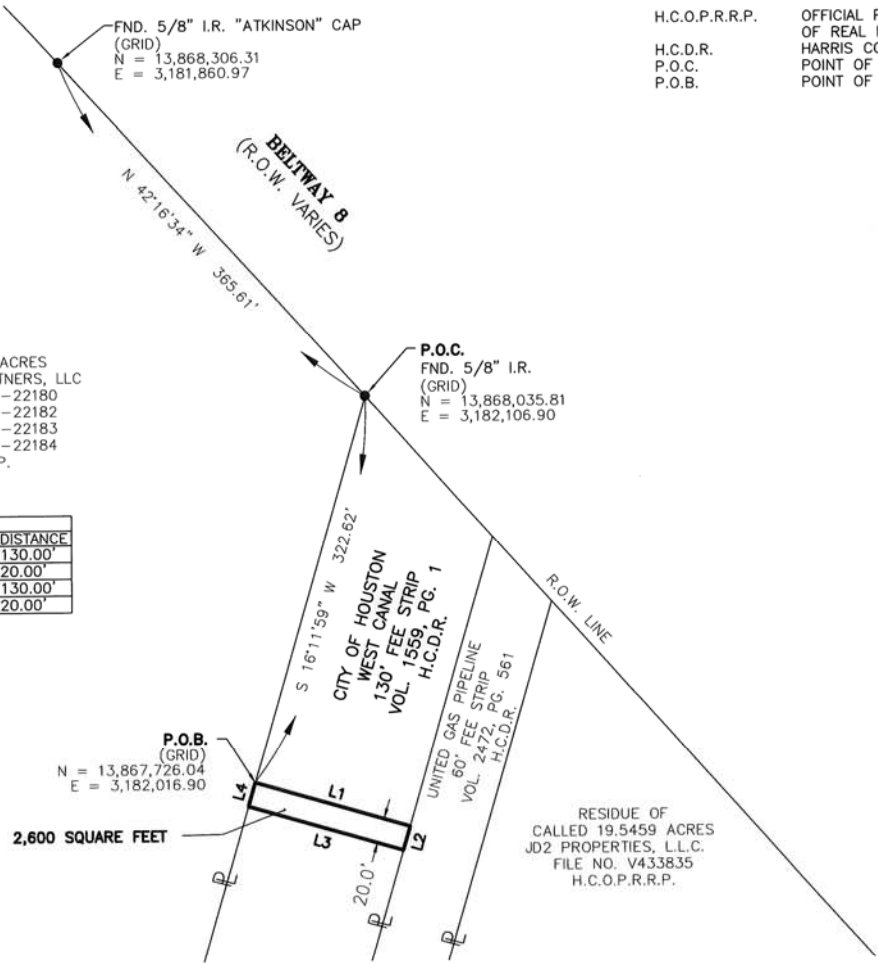 FND. 5/8" I.R. "ATKINSON" CAP
(GRID)
N = 13,868,306.31
E = 3,181,860.97
H.C.O.P.R.R.P. OFFICIAL
OF REAL
H.C.D.R. HARRIS
P.O.C. POINT OF
P.O.B. POINT OF
BELTWAY 8
(R.O.W. VARIES)
N 42°16'34" W 365.61'
P.O.C.
FND. 5/8" I.R.
(GRID)
N = 13,868,035.81
E = 3,182,106.90
ACRES
TNERS, LLC
-22180
-22182
-22183
-22184
P.
DISTANCE
130.00'
20.00'
130.00'
20.00'
S 16°11'59" W 322.62'
CITY OF HOUSTON
WEST CANAL
130' FEE STRIP
VOL. 1559, PG. 1
H.C.D.R.
R.O.W. LINE
UNITED GAS PIPELINE
60' FEE STRIP
VOL. 2472, PG. 561
H.C.D.R.
P.O.B.
(GRID)
N = 13,867,726.04
E = 3,182,016.90
L1
L4
L2
L3
2,600 SQUARE FEET
20.0'
RESIDUE OF
CALLED 19.5459 ACRES
JD2 PROPERTIES, L.L.C.
FILE NO. V433835
H.C.O.P.R.R.P.
PL
PL
PL